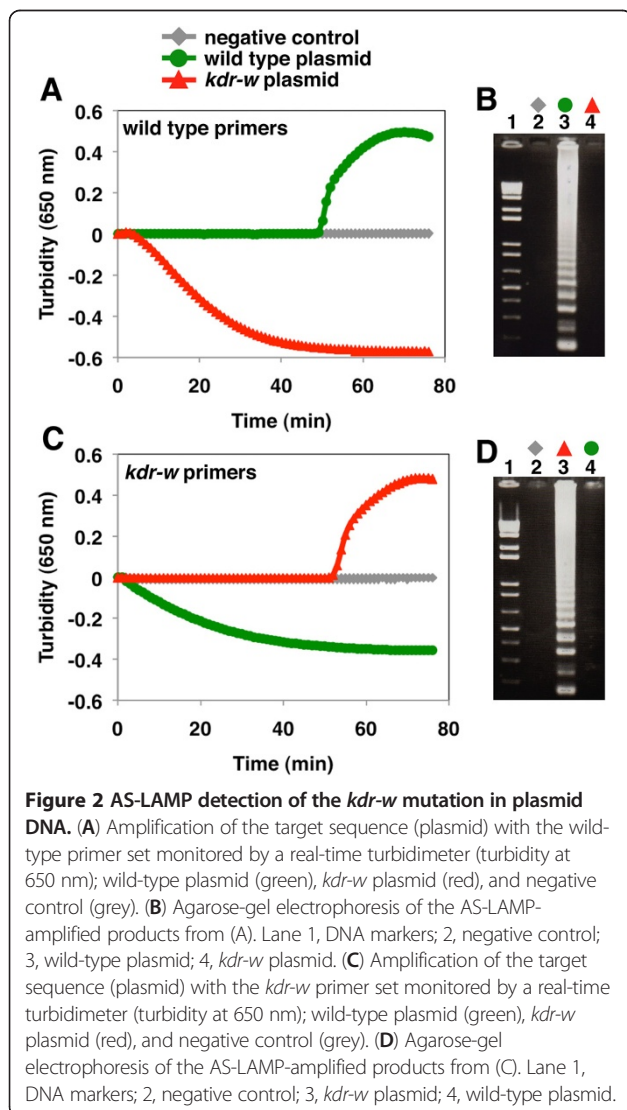 negative control
wild type plasmid
kdr-w plasmid
A
wild type primers
0.6
0.4
0.2
0
-0.2
-0.4
-0.6
Turbidity (650 nm)
0 20 40 60 80
Time (min)
B
1 2 3 4
C
kdr-w primers
0.6
0.4
0.2
0
-0.2
-0.4
-0.6
Turbidity (650 nm)
0 20 40 60 80
Time (min)
D
1 2 3 4
Figure 2 AS-LAMP detection of the kdr-w mutation in plasmid
DNA. (A) Amplification of the target sequence (plasmid) with the wild-
type primer set monitored by a real-time turbidimeter (turbidity at
650 nm); wild-type plasmid (green), kdr-w plasmid (red), and negative
control (grey). (B) Agarose-gel electrophoresis of the AS-LAMP-
amplified products from (A). Lane 1, DNA markers; 2, negative control;
3, wild-type plasmid; 4, kdr-w plasmid. (C) Amplification of the target
sequence (plasmid) with the kdr-w primer set monitored by a real-time
turbidimeter (turbidity at 650 nm); wild-type plasmid (green), kdr-w
plasmid (red), and negative control (grey). (D) Agarose-gel
electrophoresis of the AS-LAMP-amplified products from (C). Lane 1,
DNA markers; 2, negative control; 3, kdr-w plasmid; 4, wild-type plasmid.